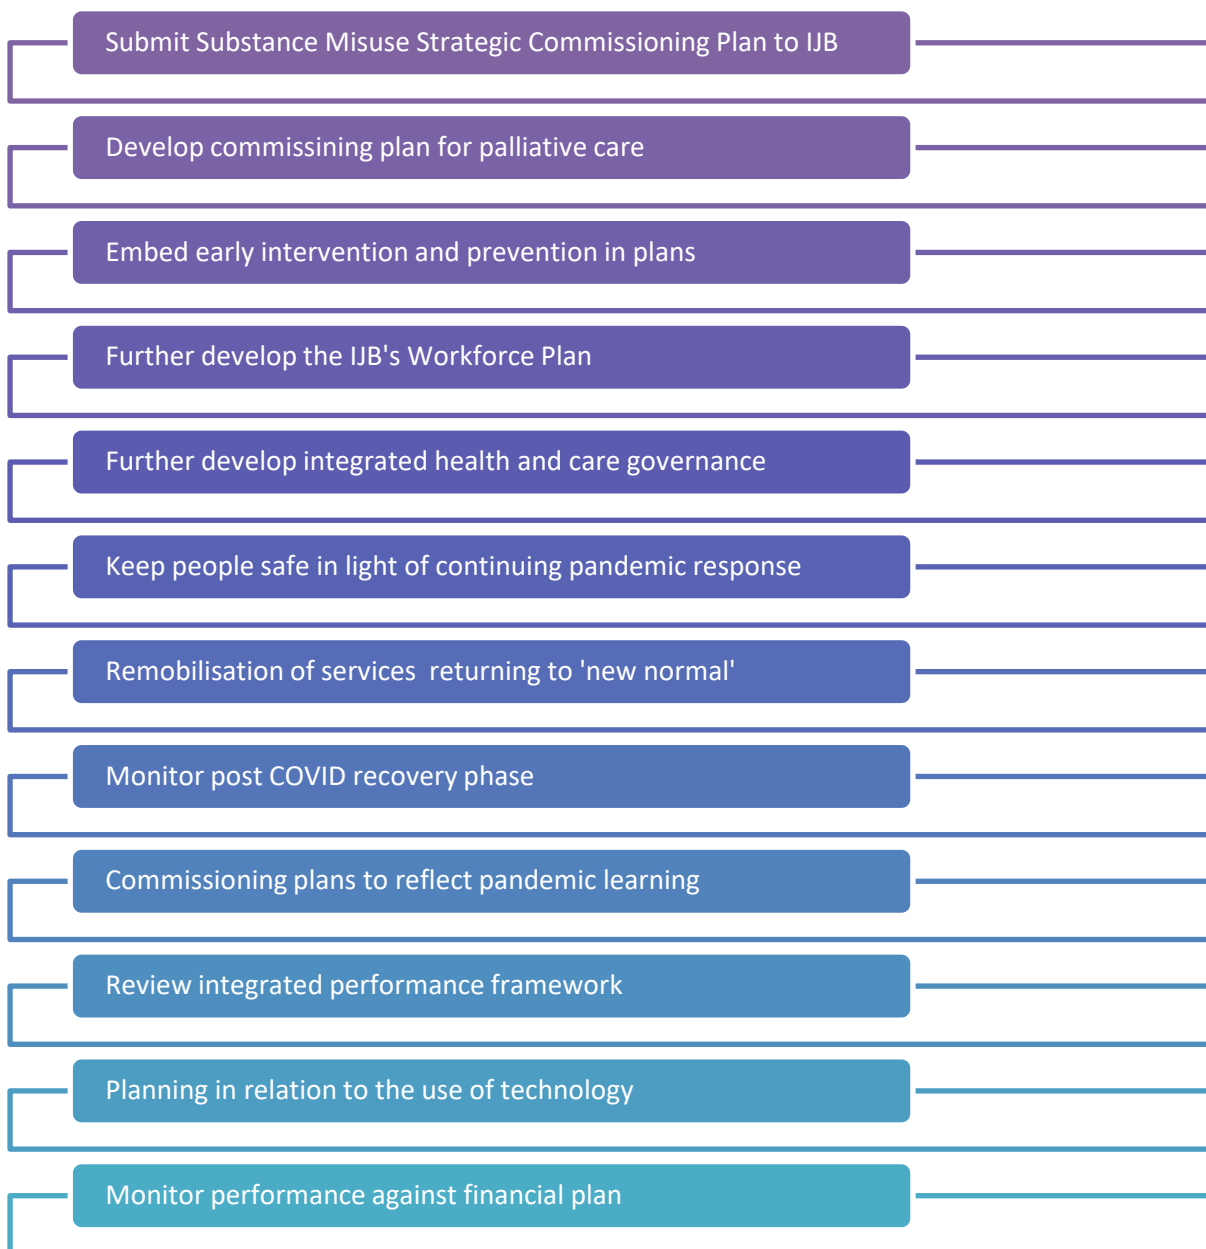 Submit Substance Misuse Strategic Commissioning Plan to IJB
Develop commissining plan for palliative care
Embed early intervention and prevention in plans
Further develop the IJB's Workforce Plan
Further develop integrated health and care governance
Keep people safe in light of continuing pandemic response
Remobilisation of services  returning to 'new normal'
Monitor post COVID recovery phase
Commissioning plans to reflect pandemic learning
Review integrated performance framework
Planning in relation to the use of technology
Monitor performance against financial plan